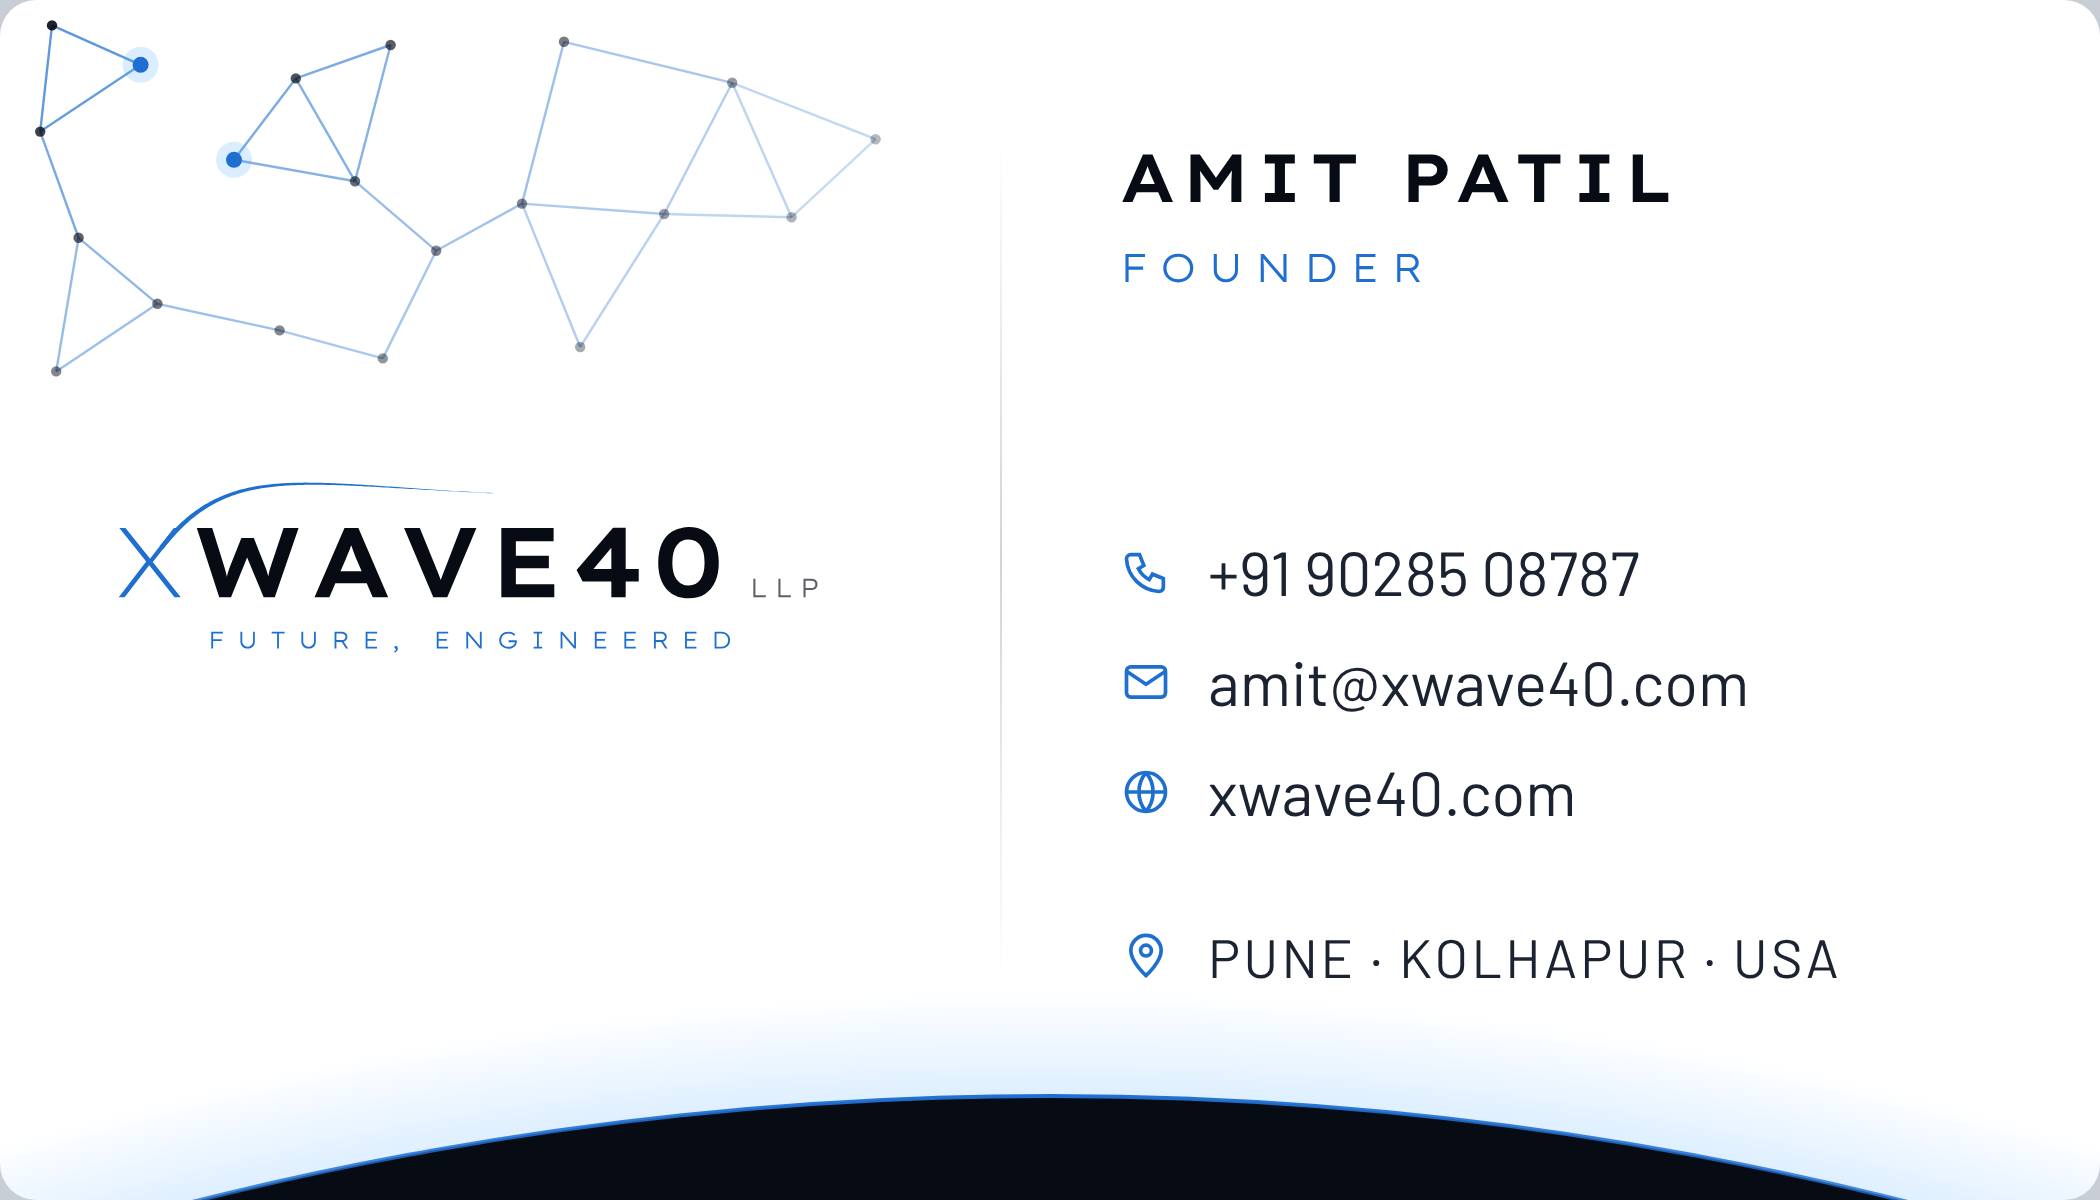 XWAVE40 LLP
FUTURE, ENGINEERED
AMIT PATIL
FOUNDER
+91 90285 08787
amit@xwave40.com
xwave40.com
PUNE · KOLHAPUR · USA